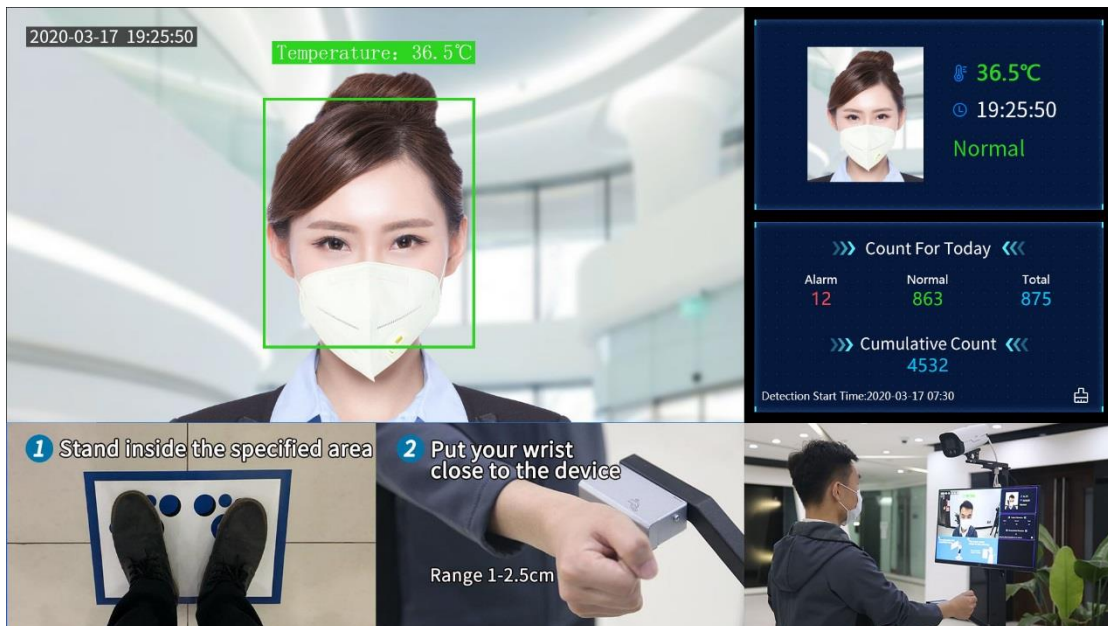 2020-03-17 19:25:50
Temperature: 36.5℃
36.5℃
19:25:50
Normal
Count For Today
Alarm Normal Total
12 863 875
Cumulative Count
4532
Detection Start Time:2020-03-17 07:30
1 Stand inside the specified area
2 Put your wrist
close to the device
Range 1-2.5cm